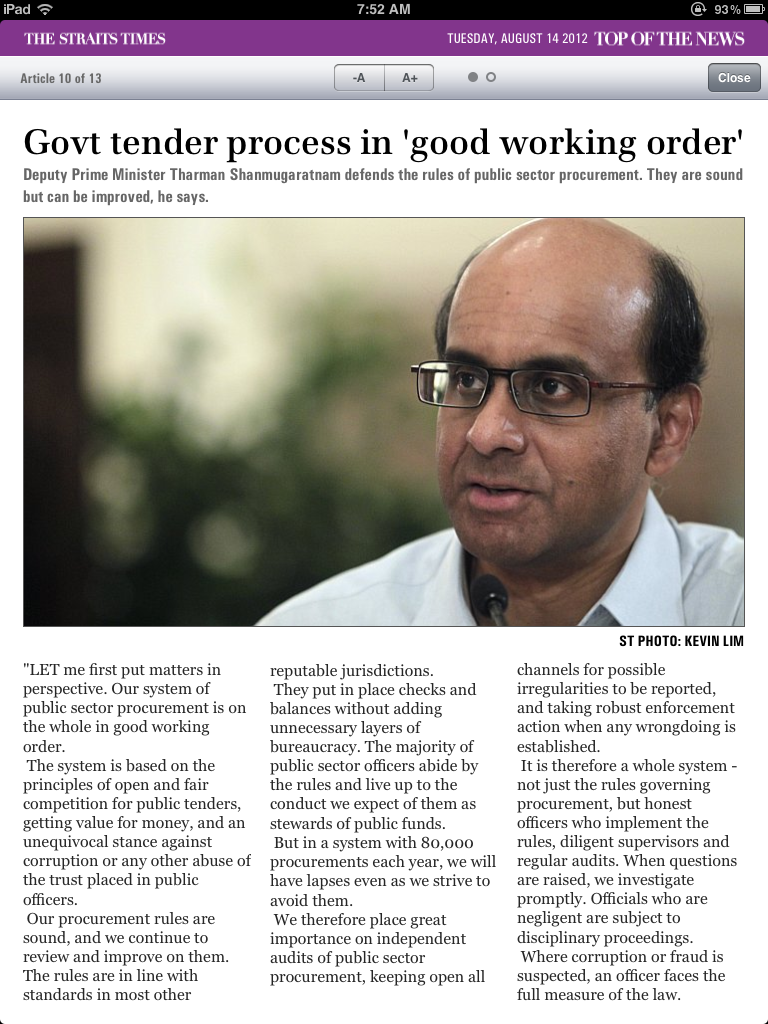 iPad 7:52 AM 93%
THE STRAITS TIMES TUESDAY, AUGUST 14 2012 TOP OF THE NEWS
Article 10 of 13 -A A+ Close
Govt tender process in 'good working order'
Deputy Prime Minister Tharman Shanmugaratnam defends the rules of public sector procurement. They are sound
but can be improved, he says.
ST PHOTO: KEVIN LIM
"LET me first put matters in
perspective. Our system of
public sector procurement is on
the whole in good working
order.
The system is based on the
principles of open and fair
competition for public tenders,
getting value for money, and an
unequivocal stance against
corruption or any other abuse of
the trust placed in public
officers.
Our procurement rules are
sound, and we continue to
review and improve on them.
The rules are in line with
standards in most other
reputable jurisdictions.
They put in place checks and
balances without adding
unnecessary layers of
bureaucracy. The majority of
public sector officers abide by
the rules and live up to the
conduct we expect of them as
stewards of public funds.
But in a system with 80,000
procurements each year, we will
have lapses even as we strive to
avoid them.
We therefore place great
importance on independent
audits of public sector
procurement, keeping open all
channels for possible
irregularities to be reported,
and taking robust enforcement
action when any wrongdoing is
established.
It is therefore a whole system -
not just the rules governing
procurement, but honest
officers who implement the
rules, diligent supervisors and
regular audits. When questions
are raised, we investigate
promptly. Officials who are
negligent are subject to
disciplinary proceedings.
Where corruption or fraud is
suspected, an officer faces the
full measure of the law.